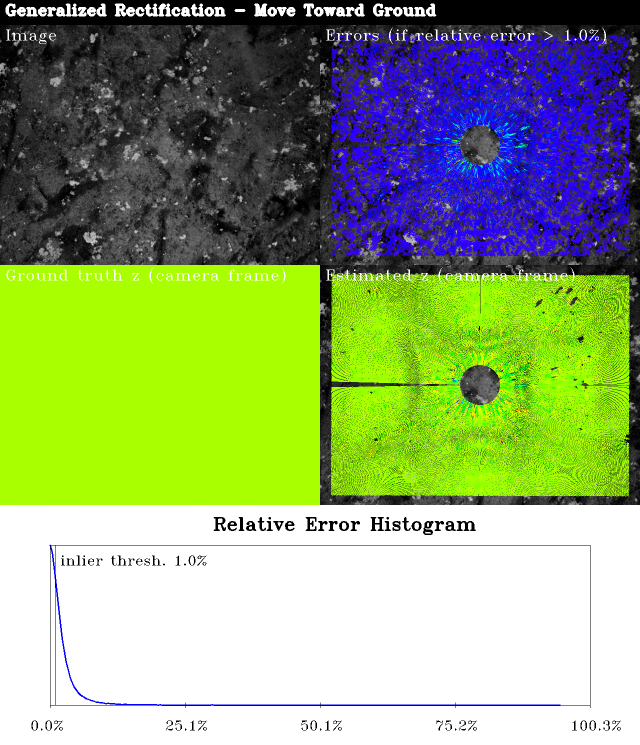 Generalized Rectification - Move Toward Ground
Image
Errors (if relative error > 1.0%)
Ground truth z (camera frame)
Estimated z (camera frame)
Relative Error Histogram
inlier thresh. 1.0%
0.0%
25.1%
50.1%
75.2%
100.3%